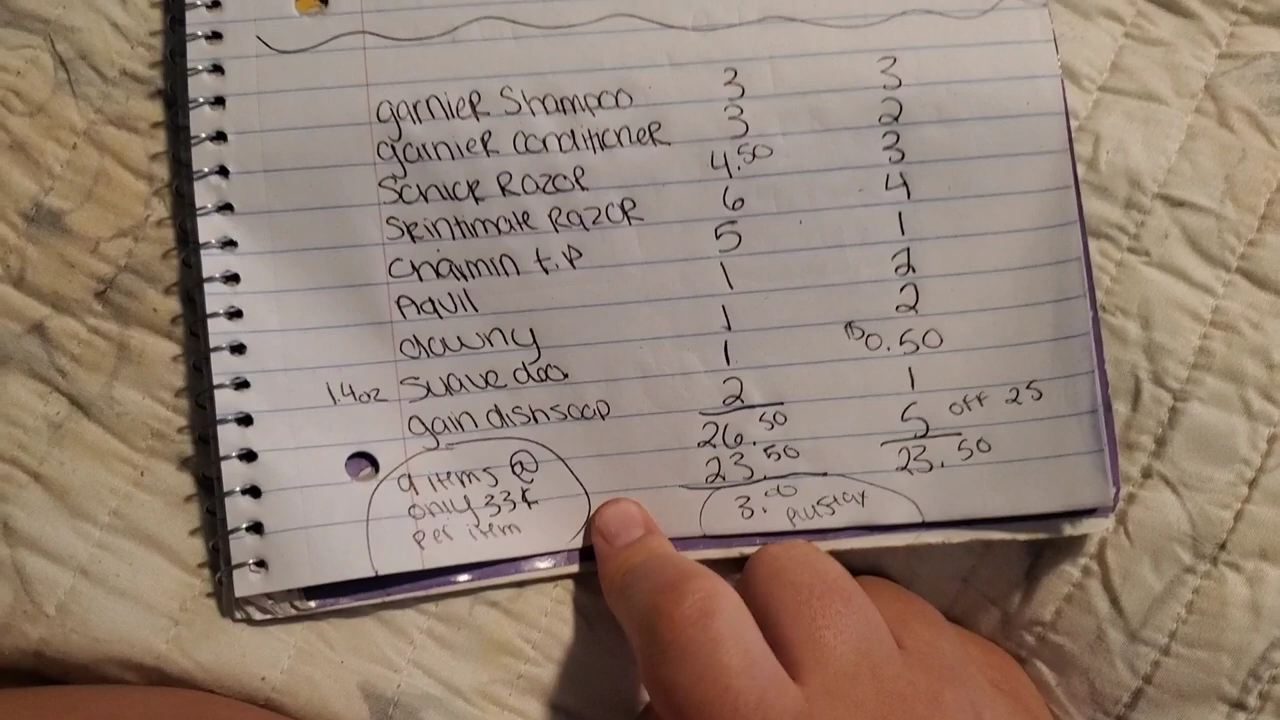 garnier Shampoo 3 3
garnier conditioner 3 2
Schick Razor 4.50 3
Skintimate Razor 6 4
Charmin t.p 5 1
Advil 1 2
downy 1 2
1.4oz Suave deo. 1 $0.50
gain dishsoap 2 1
26.50 5 off 25
23.50 23.50
3.00 plus tax
9 items @
only 33¢
per item